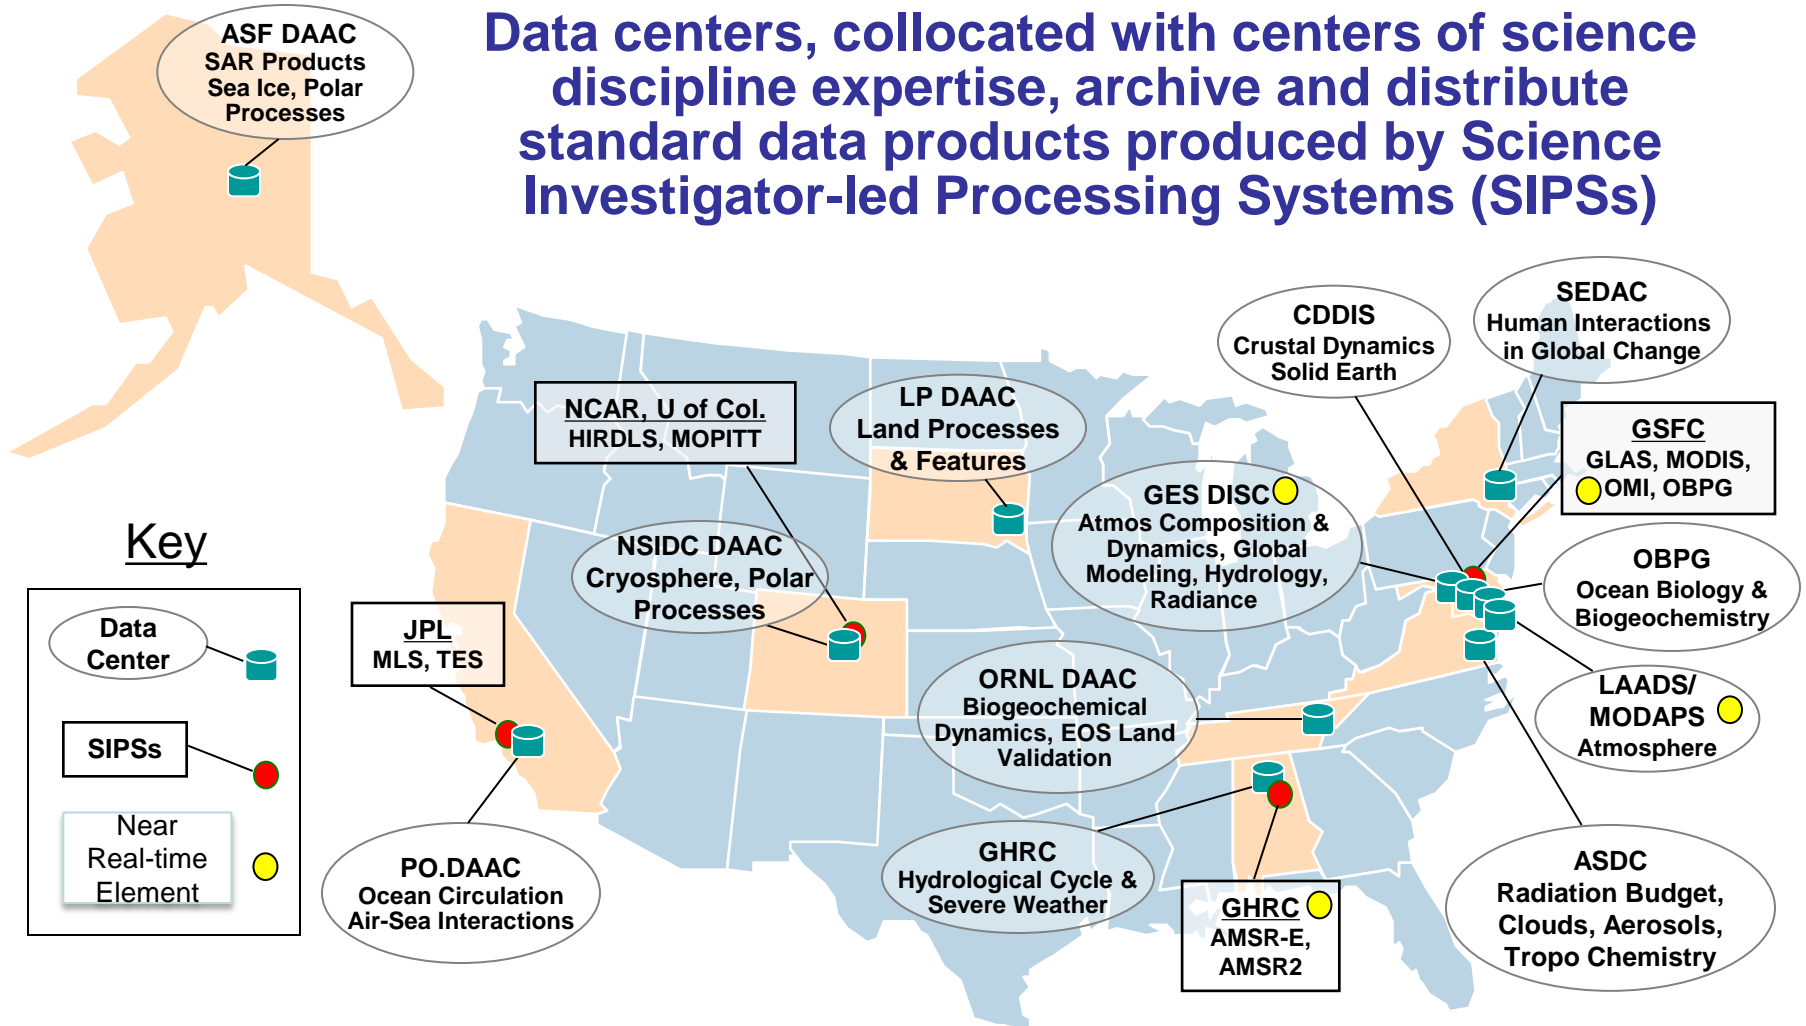 Data centers, collocated with centers of science
discipline expertise, archive and distribute
standard data products produced by Science
Investigator-led Processing Systems (SIPSs)
ASF DAAC
SAR Products
Sea Ice, Polar
Processes
CDDIS
Crustal Dynamics
Solid Earth
SEDAC
Human Interactions
in Global Change
NCAR, U of Col.
HIRDLS, MOPITT
LP DAAC
Land Processes
& Features
GSFC
GLAS, MODIS,
OMI, OBPG
GES DISC
Atmos Composition &
Dynamics, Global
Modeling, Hydrology,
Radiance
NSIDC DAAC
Cryosphere, Polar
Processes
OBPG
Ocean Biology &
Biogeochemistry
Key
Data
Center
SIPSs
Near
Real-time
Element
JPL
MLS, TES
ORNL DAAC
Biogeochemical
Dynamics, EOS Land
Validation
LAADS/
MODAPS
Atmosphere
PO.DAAC
Ocean Circulation
Air-Sea Interactions
GHRC
Hydrological Cycle &
Severe Weather
GHRC
AMSR-E,
AMSR2
ASDC
Radiation Budget,
Clouds, Aerosols,
Tropo Chemistry